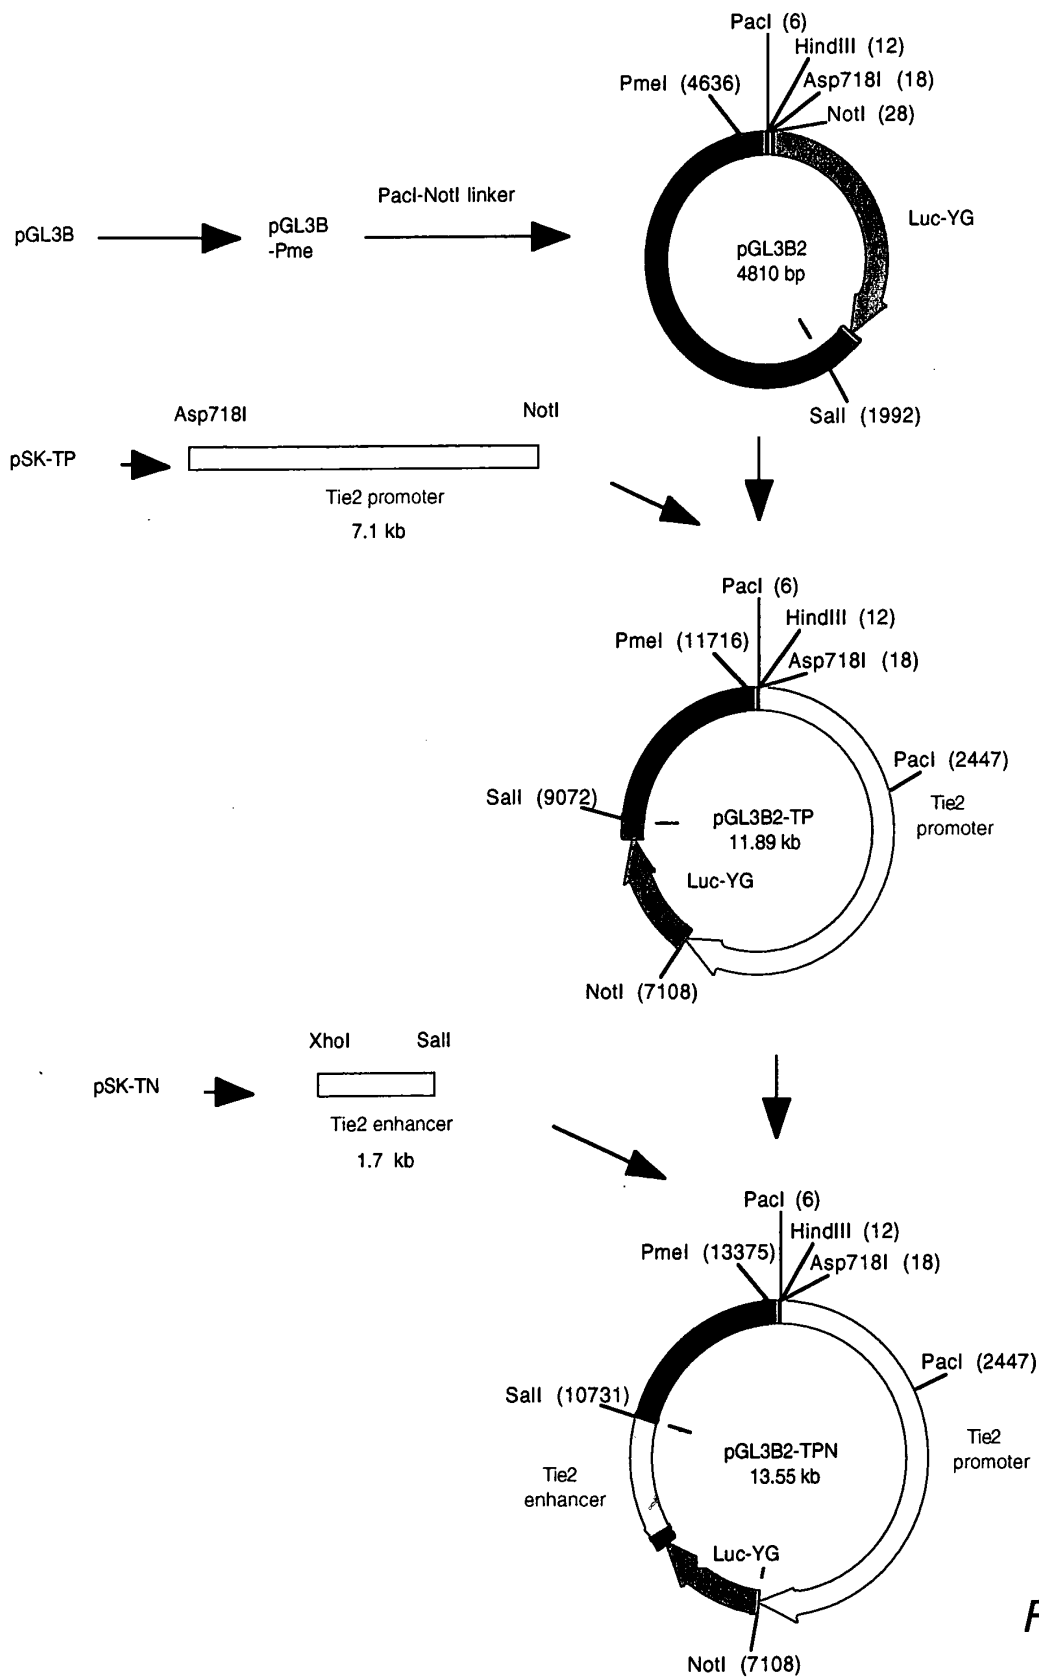 PacI (6)
HindIII (12)
Asp718I (18)
NotI (28)
PmeI (4636)
PacI-NotI linker
pGL3B
pGL3B
-Pme
Luc-YG
pGL3B2
4810 bp
SalI (1992)
Asp718I
NotI
pSK-TP
Tie2 promoter
7.1 kb
PacI (6)
HindIII (12)
Asp718I (18)
PmeI (11716)
PacI (2447)
SalI (9072)
Tie2
promoter
pGL3B2-TP
11.89 kb
Luc-YG
NotI (7108)
XhoI
SalI
pSK-TN
Tie2 enhancer
1.7 kb
PacI (6)
HindIII (12)
Asp718I (18)
PmeI (13375)
PacI (2447)
SalI (10731)
Tie2
promoter
pGL3B2-TPN
13.55 kb
Tie2
enhancer
Luc-YG
NotI (7108)
F